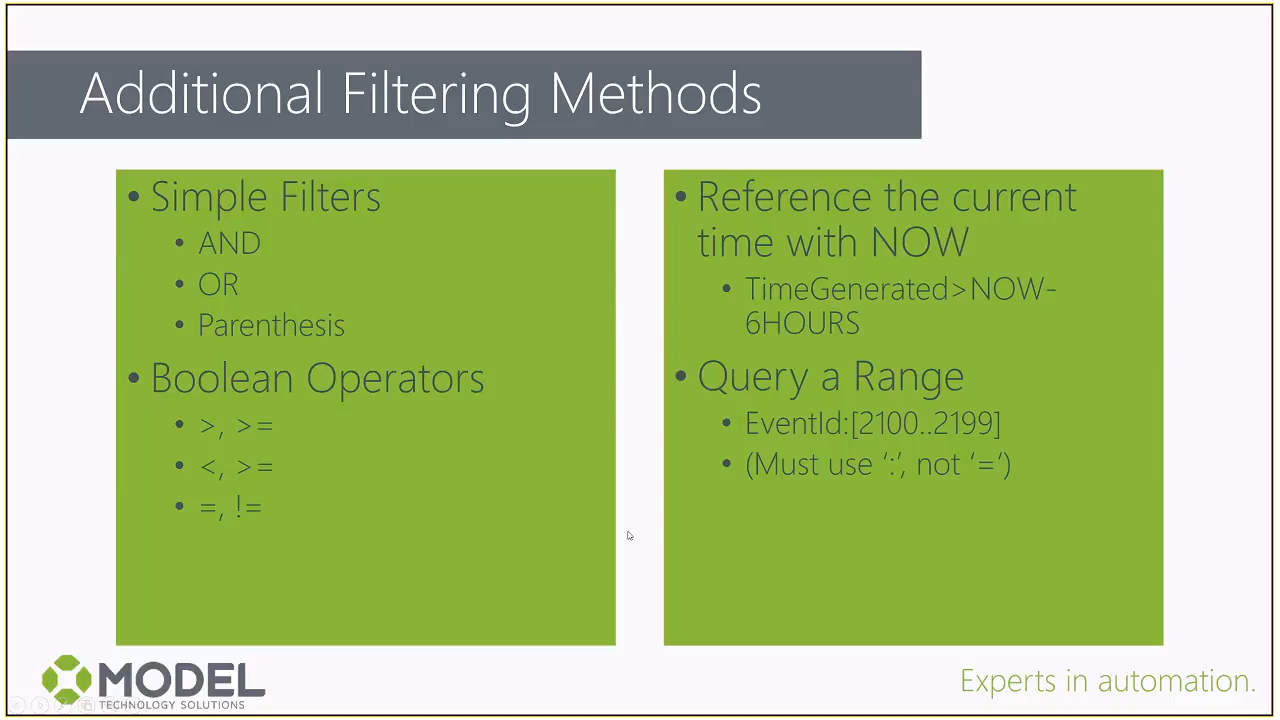 Additional Filtering Methods
• Simple Filters
• AND
• OR
• Parenthesis
• Boolean Operators
• >, >=
• <, >=
• =, !=
• Reference the current
time with NOW
• TimeGenerated>NOW-
6HOURS
• Query a Range
• EventId:[2100..2199]
• (Must use ‘:’, not ‘=‘)
MODEL
TECHNOLOGY SOLUTIONS
Experts in automation.